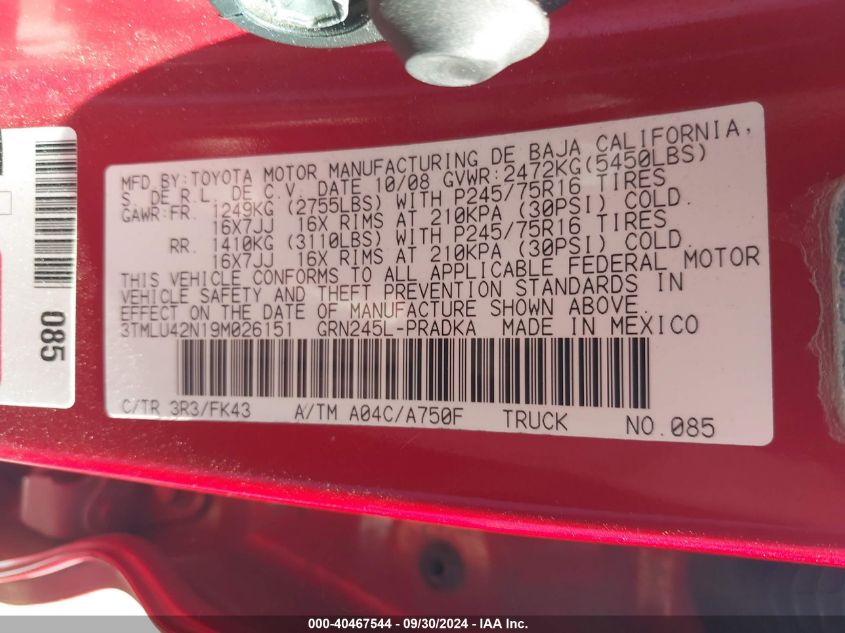 MFD.BY:TOYOTA MOTOR MANUFACTURING DE BAJA CALIFORNIA,
S. DE R.L. DE C.V. DATE 10/08 GVWR:2472KG(5450LBS)
GAWR:FR. 1249KG (2755LBS) WITH P245/75R16 TIRES
16X7JJ 16X RIMS AT 210KPA (30PSI) COLD.
RR. 1410KG (3110LBS) WITH P245/75R16 TIRES
16X7JJ 16X RIMS AT 210KPA (30PSI) COLD.
THIS VEHICLE CONFORMS TO ALL APPLICABLE FEDERAL MOTOR
VEHICLE SAFETY AND THEFT PREVENTION STANDARDS IN
EFFECT ON THE DATE OF MANUFACTURE SHOWN ABOVE.
3TMLU42N19M026151 GRN245L-PRADKA MADE IN MEXICO
C/TR 3R3/FK43 A/TM A04C/A750F TRUCK NO.085
085
000-40467544 - 09/30/2024 - IAA Inc.